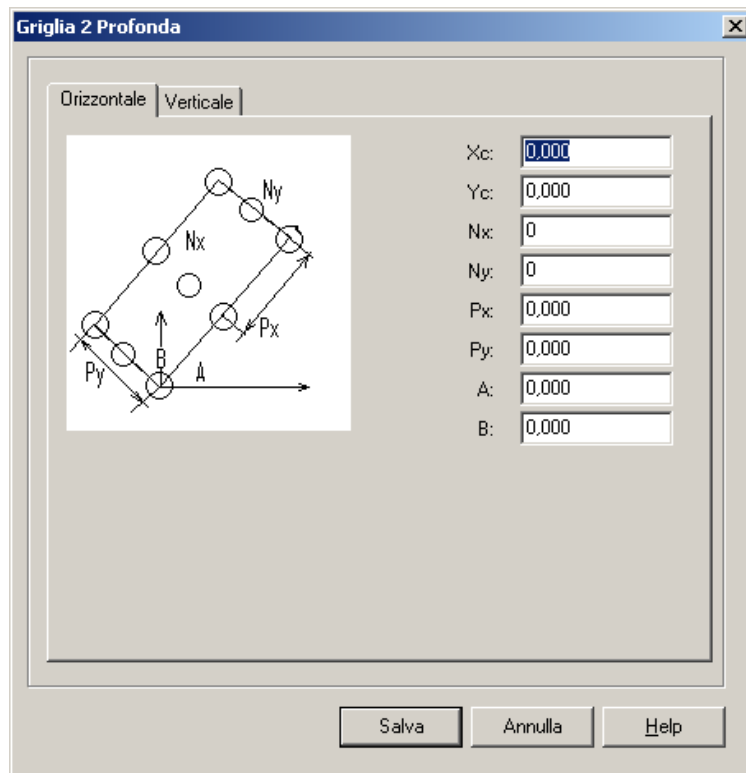 Griglia 2 Profonda
Orizzontale
Verticale
Ny
Nx
Px
B
A
Py
Xc: 0,000
Yc: 0,000
Nx: 0
Ny: 0
Px: 0,000
Py: 0,000
A: 0,000
B: 0,000
Salva
Annulla
Help